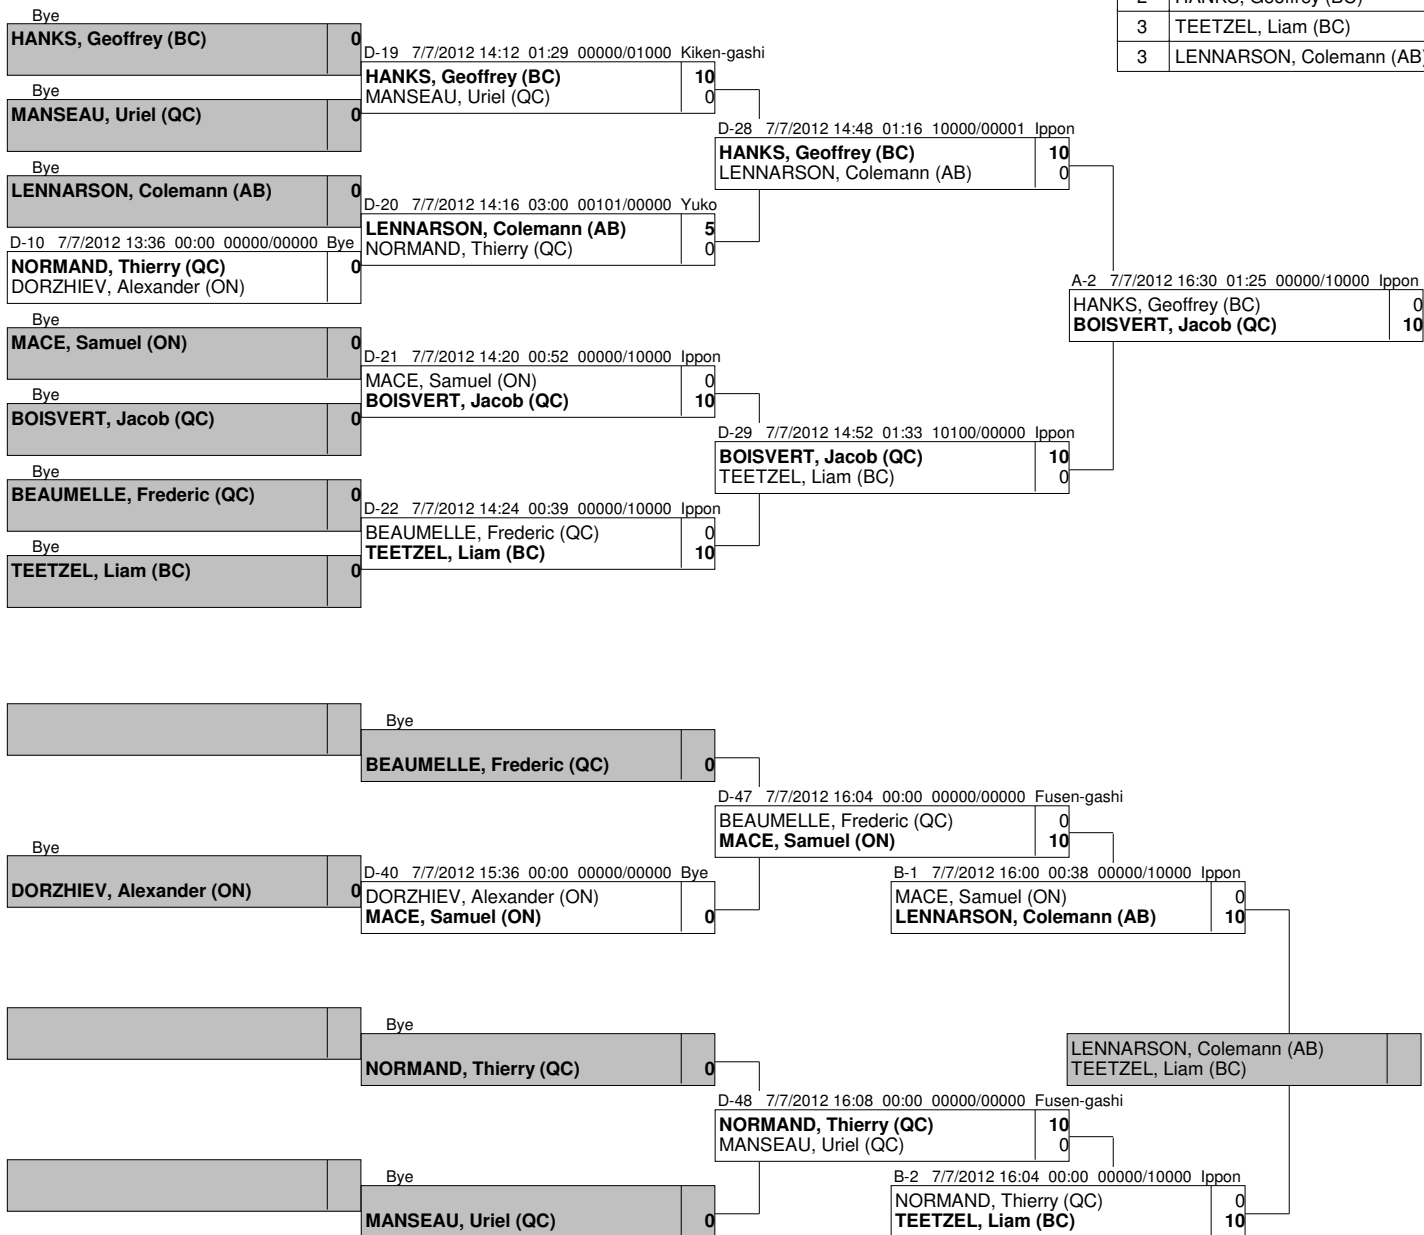 2 HANKS, Geoffrey (BC)
3 TEETZEL, Liam (BC)
3 LENNARSON, Colemann (AB)
Bye
HANKS, Geoffrey (BC) 0
Bye
MANSEAU, Uriel (QC) 0
Bye
LENNARSON, Colemann (AB) 0
D-10 7/7/2012 13:36 00:00 00000/00000 Bye
NORMAND, Thierry (QC) 0
DORZHIEV, Alexander (ON)
Bye
MACE, Samuel (ON) 0
Bye
BOISVERT, Jacob (QC) 0
Bye
BEAUMELLE, Frederic (QC) 0
Bye
TEETZEL, Liam (BC) 0
D-19 7/7/2012 14:12 01:29 00000/01000 Kiken-gashi
HANKS, Geoffrey (BC) 10
MANSEAU, Uriel (QC) 0
D-20 7/7/2012 14:16 03:00 00101/00000 Yuko
LENNARSON, Colemann (AB) 5
NORMAND, Thierry (QC) 0
D-21 7/7/2012 14:20 00:52 00000/10000 Ippon
MACE, Samuel (ON) 0
BOISVERT, Jacob (QC) 10
D-22 7/7/2012 14:24 00:39 00000/10000 Ippon
BEAUMELLE, Frederic (QC) 0
TEETZEL, Liam (BC) 10
D-28 7/7/2012 14:48 01:16 10000/00001 Ippon
HANKS, Geoffrey (BC) 10
LENNARSON, Colemann (AB) 0
D-29 7/7/2012 14:52 01:33 10100/00000 Ippon
BOISVERT, Jacob (QC) 10
TEETZEL, Liam (BC) 0
A-2 7/7/2012 16:30 01:25 00000/10000 Ippon
HANKS, Geoffrey (BC) 0
BOISVERT, Jacob (QC) 10
Bye
DORZHIEV, Alexander (ON) 0
Bye
BEAUMELLE, Frederic (QC) 0
D-40 7/7/2012 15:36 00:00 00000/00000 Bye
DORZHIEV, Alexander (ON)
MACE, Samuel (ON) 0
Bye
NORMAND, Thierry (QC) 0
Bye
MANSEAU, Uriel (QC) 0
D-47 7/7/2012 16:04 00:00 00000/00000 Fusen-gashi
BEAUMELLE, Frederic (QC) 0
MACE, Samuel (ON) 10
D-48 7/7/2012 16:08 00:00 00000/00000 Fusen-gashi
NORMAND, Thierry (QC) 10
MANSEAU, Uriel (QC) 0
B-1 7/7/2012 16:00 00:38 00000/10000 Ippon
MACE, Samuel (ON) 0
LENNARSON, Colemann (AB) 10
B-2 7/7/2012 16:04 00:00 00000/10000 Ippon
NORMAND, Thierry (QC) 0
TEETZEL, Liam (BC) 10
LENNARSON, Colemann (AB)
TEETZEL, Liam (BC)